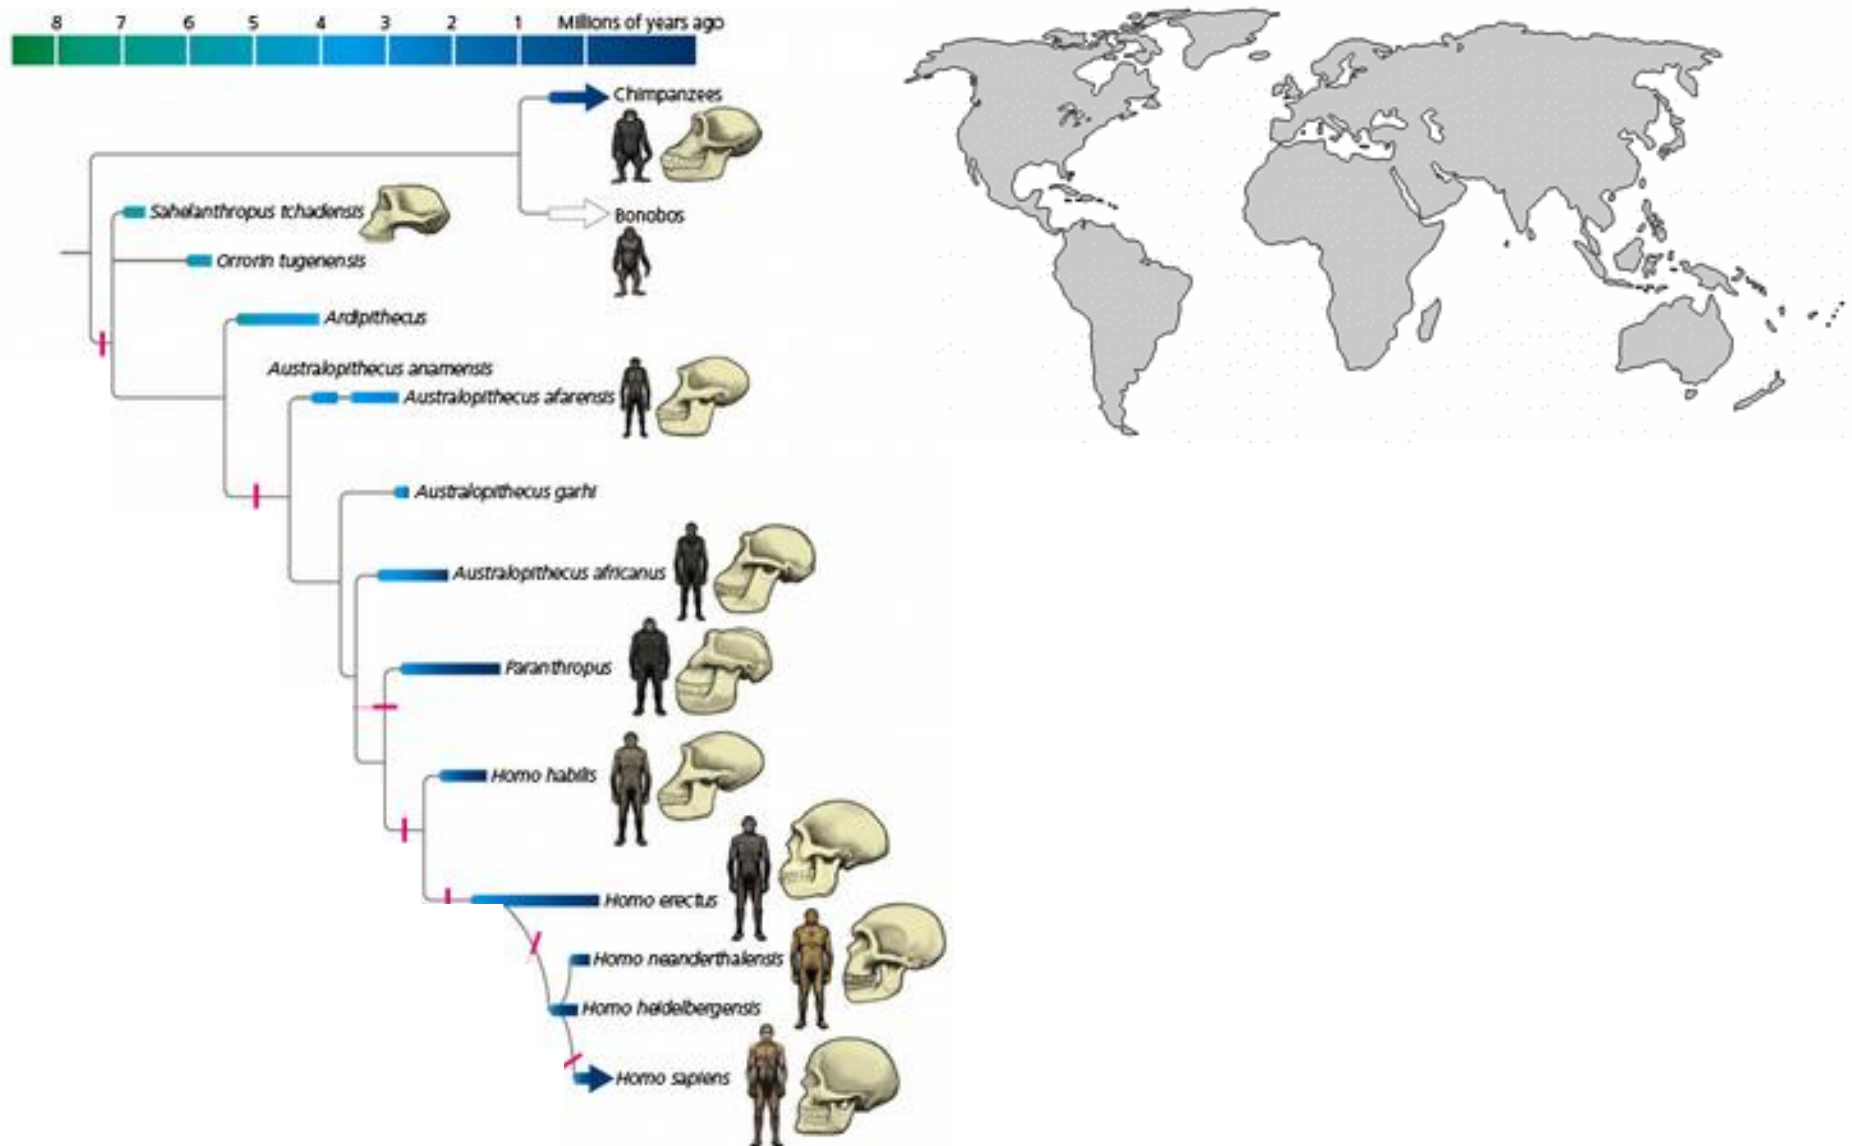 8 7 6 5 4 3 2 1 Millions of years ago
Chimpanzees
Sahelanthropus tchadensis
Bonobos
Orrorin tugenensis
Ardipithecus
Australopithecus anamensis
Australopithecus afarensis
Australopithecus garhi
Australopithecus africanus
Paranthropus
Homo habilis
Homo erectus
Homo neanderthalensis
Homo heidelbergensis
Homo sapiens